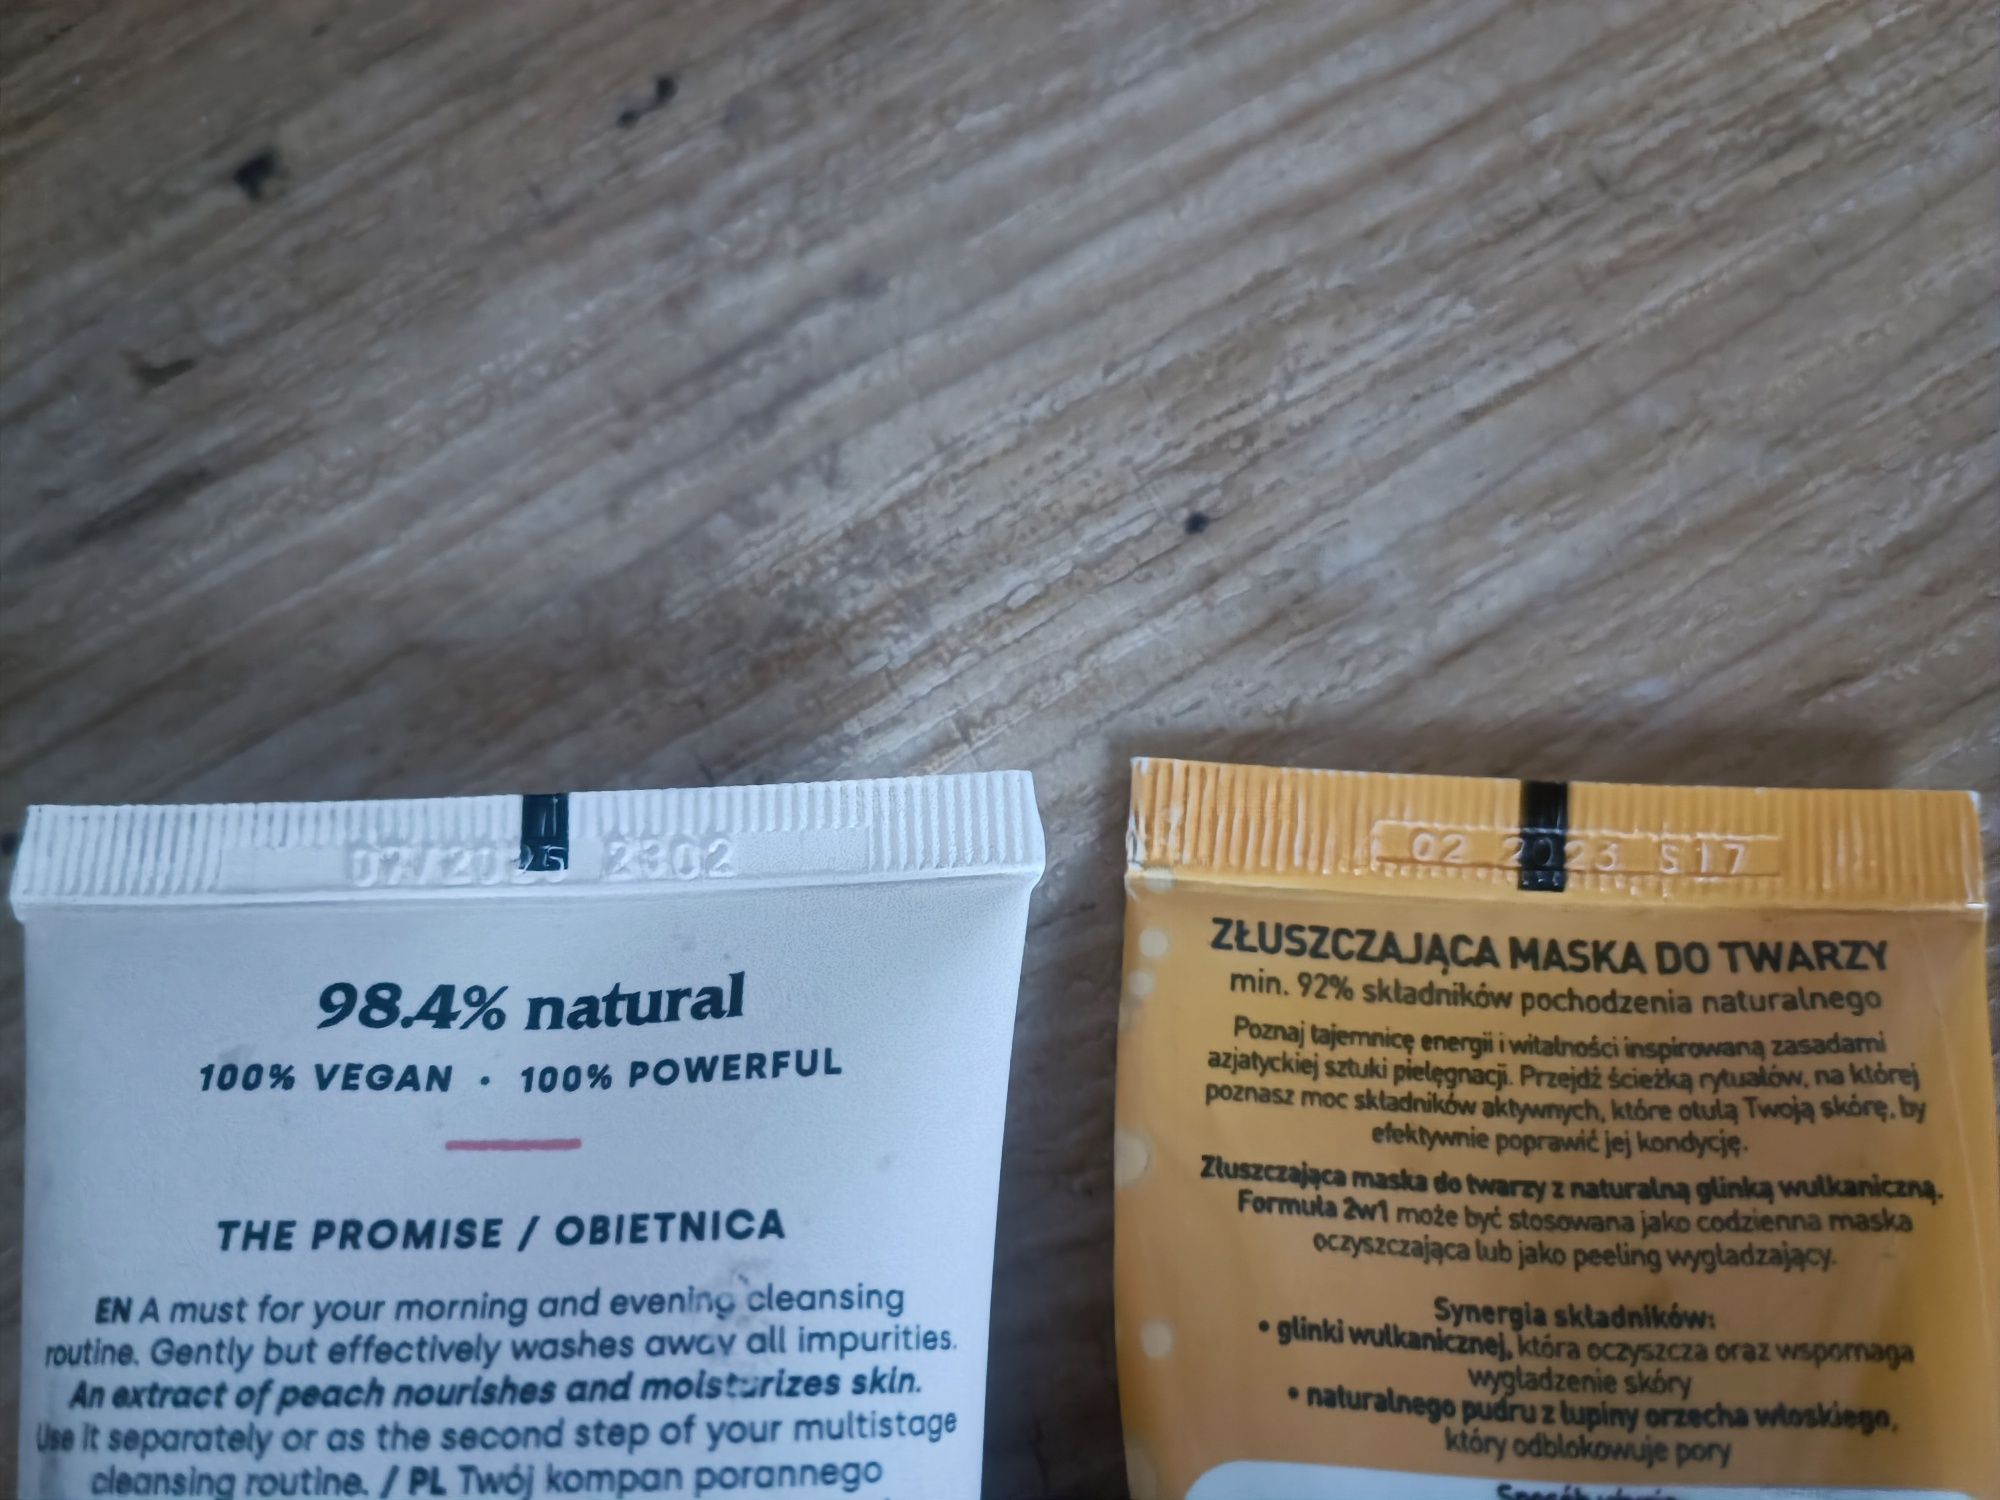 07/2025 2302
98.4% natural
100% VEGAN · 100% POWERFUL
THE PROMISE / OBIETNICA
EN A must for your morning and evening cleansing
routine. Gently but effectively washes away all impurities.
An extract of peach nourishes and moisturizes skin.
Use it separately or as the second step of your multistage
cleansing routine. / PL Twój kompan porannego
02 2023 S17
ZŁUSZCZAJĄCA MASKA DO TWARZY
min. 92% składników pochodzenia naturalnego
Poznaj tajemnicę energii i witalności inspirowaną zasadami
azjatyckiej sztuki pielęgnacji. Przejdź ścieżką rytuałów, na której
poznasz moc składników aktywnych, które otulą Twoją skórę, by
efektywnie poprawić jej kondycję.
Złuszczająca maska do twarzy z naturalną glinką wulkaniczną.
Formuła 2w1 może być stosowana jako codzienna maska
oczyszczająca lub jako peeling wygładzający.
Synergia składników:
• glinki wulkanicznej, która oczyszcza oraz wspomaga
wygładzenie skóry
• naturalnego pudru z łupiny orzecha włoskiego,
który odblokowuje pory